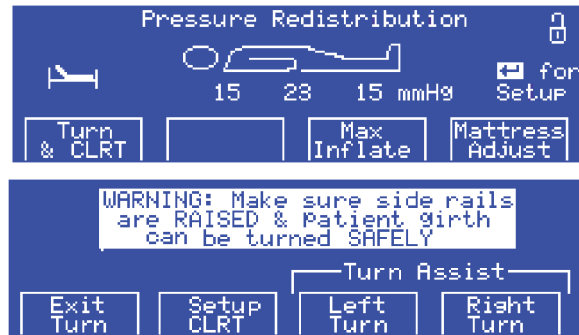 Pressure Redistribution
for
15 23 15 mmHg Setup
Turn & CLRT
Max Inflate
Mattress Adjust
WARNING: Make sure side rails
are RAISED & Patient girth
can be turned SAFELY
Turn Assist
Exit Turn
Setup CLRT
Left Turn
Right Turn